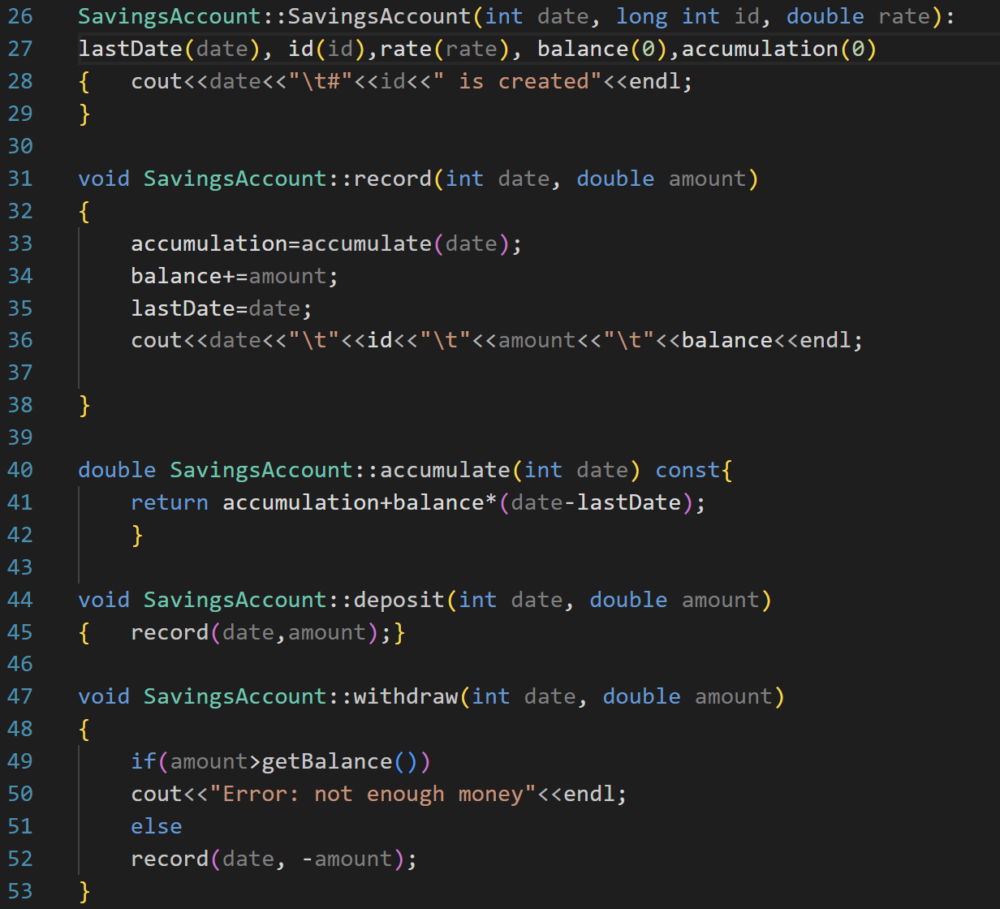 26 SavingsAccount::SavingsAccount(int date, long int id, double rate):
27 lastDate(date), id(id),rate(rate), balance(0),accumulation(0)
28 {   cout<<date<<"\t#"<<id<<" is created"<<endl;
29 }
30
31 void SavingsAccount::record(int date, double amount)
32 {
33     accumulation=accumulate(date);
34     balance+=amount;
35     lastDate=date;
36     cout<<date<<"\t"<<id<<"\t"<<amount<<"\t"<<balance<<endl;
37
38 }
39
40 double SavingsAccount::accumulate(int date) const{
41     return accumulation+balance*(date-lastDate);
42     }
43
44 void SavingsAccount::deposit(int date, double amount)
45 {   record(date,amount);}
46
47 void SavingsAccount::withdraw(int date, double amount)
48 {
49     if(amount>getBalance())
50     cout<<"Error: not enough money"<<endl;
51     else
52     record(date, -amount);
53 }